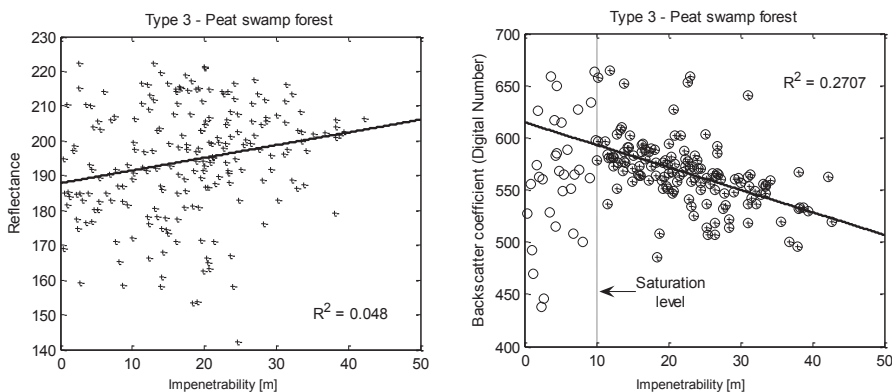 Type 3 - Peat swamp forest
230
220
210
200
190
180
170
160
150
140
Reflectance
R² = 0.048
0 10 20 30 40 50
Impenetrability [m]
Type 3 - Peat swamp forest
700
650
600
550
500
450
400
Backscatter coefficient (Digital Number)
R² = 0.2707
Saturation
level
0 10 20 30 40 50
Impenetrability [m]